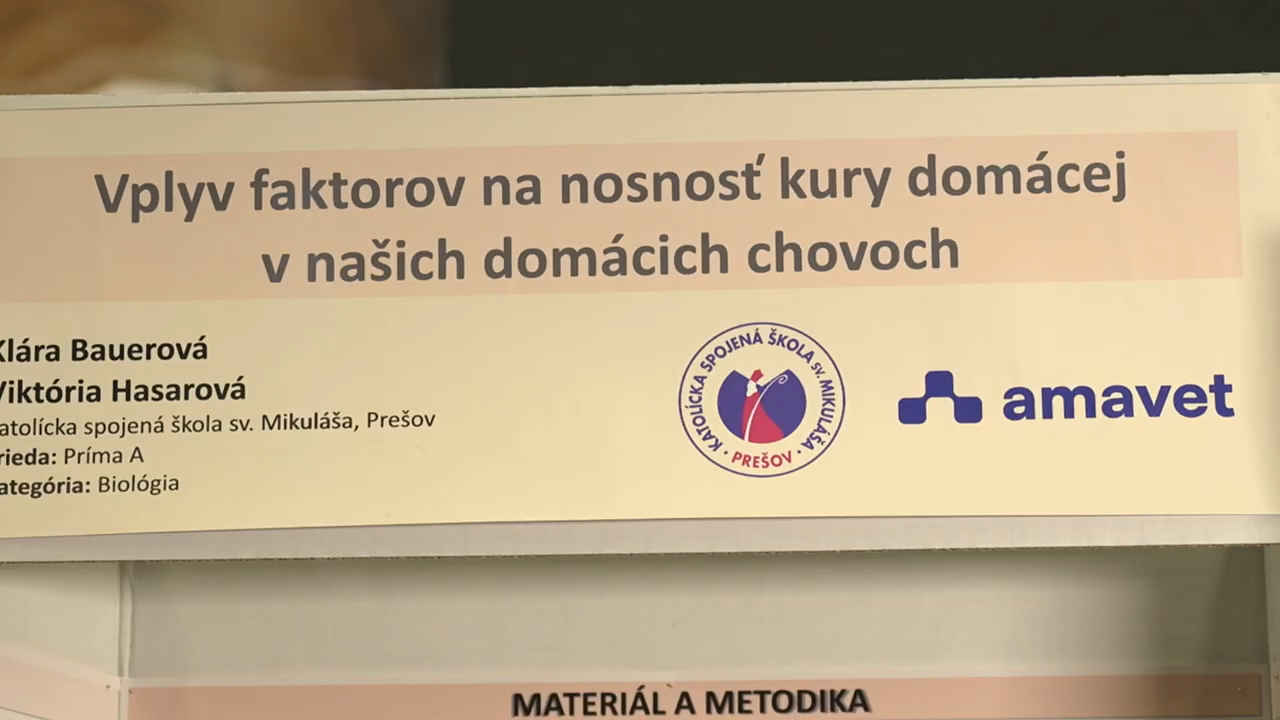 Vplyv faktorov na nosnosť kury domácej
v našich domácich chovoch
Klára Bauerová
Viktória Hasarová
atolícka spojená škola sv. Mikuláša, Prešov
rieda: Príma A
ategória: Biológia
KATOLÍCKA SPOJENÁ ŠKOLA SV. MIKULÁŠA
PREŠOV
amavet
MATERIÁL A METODIKA